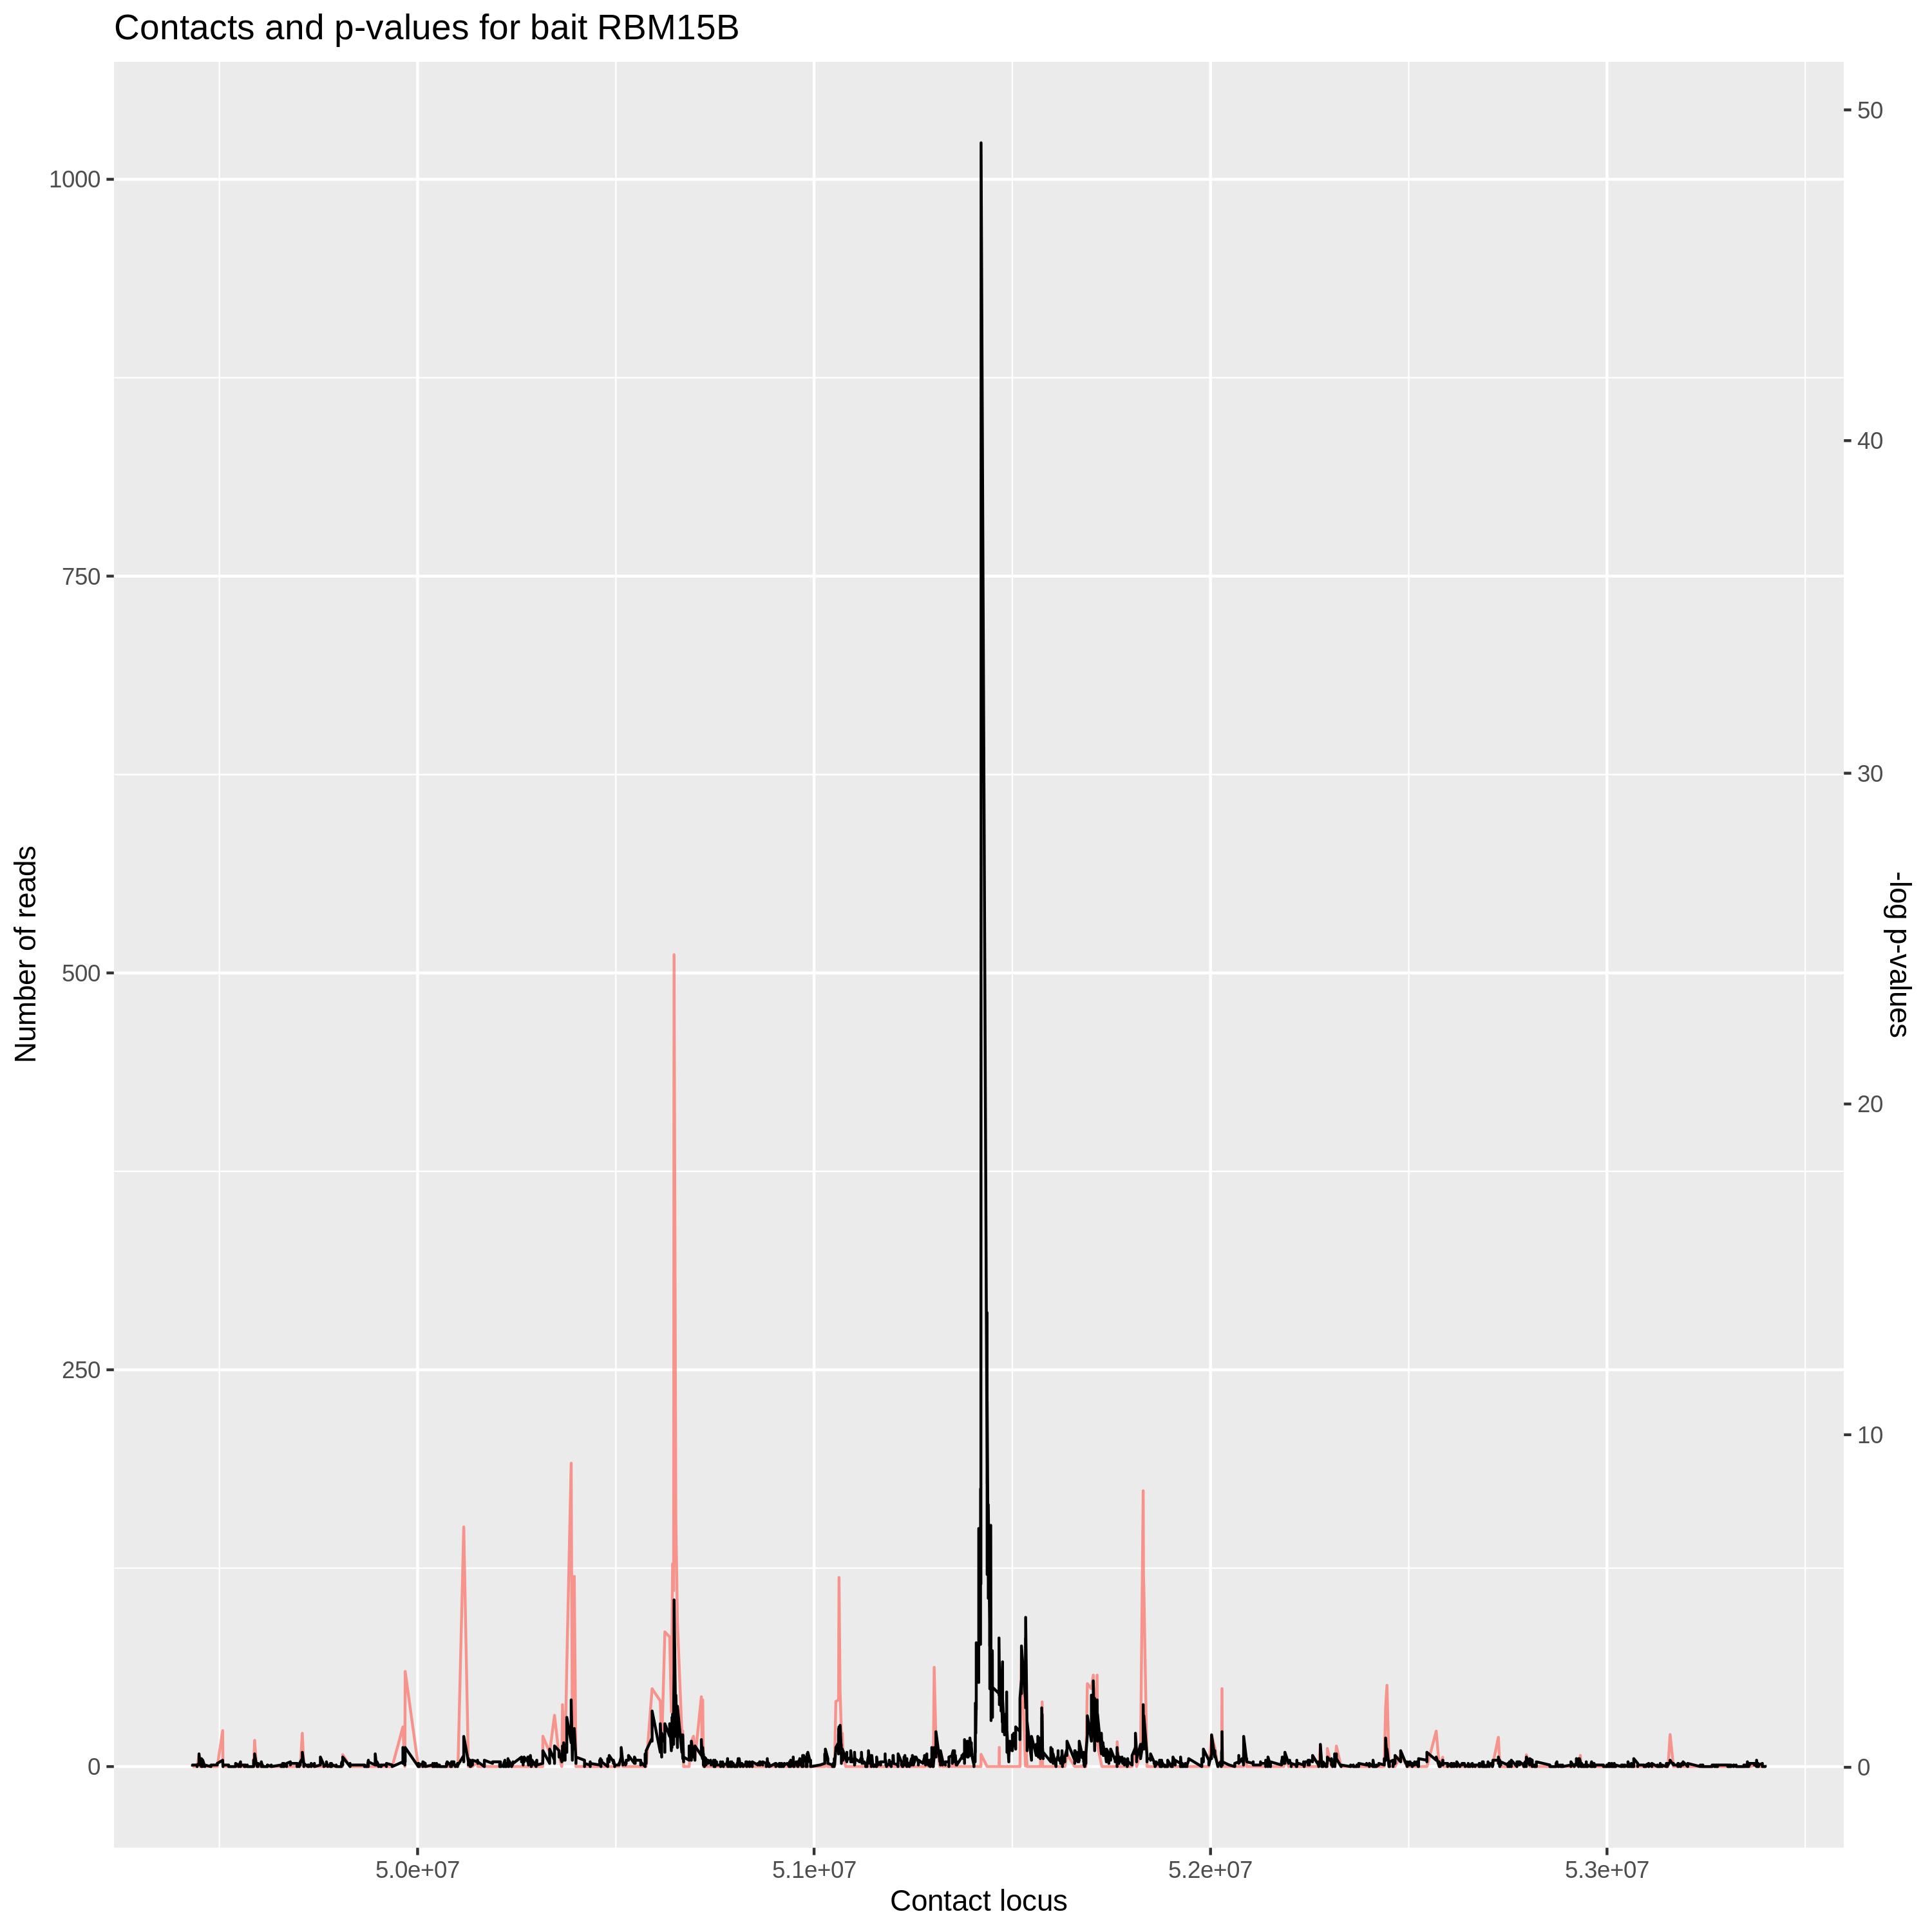 Contacts and p-values for bait RBM15B
1000
750
500
250
0
Number of reads
50
40
30
20
10
0
-log p-values
5.0e+07
5.1e+07
5.2e+07
5.3e+07
Contact locus